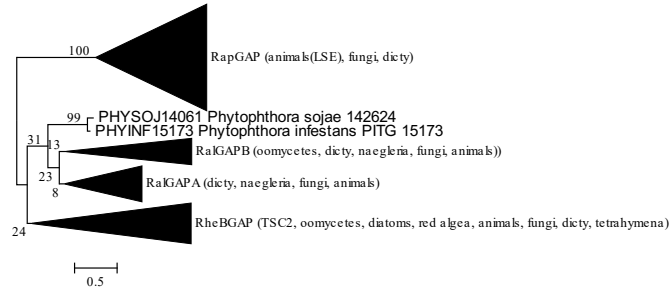 100
RapGAP (animals(LSE), fungi, dicty)
99
PHYSOJ14061 Phytophthora sojae 142624
PHYINF15173 Phytophthora infestans PITG 15173
31
13
RalGAPB (oomycetes, dicty, naegleria, fungi, animals))
23
RalGAPA (dicty, naegleria, fungi, animals)
8
RheBGAP (TSC2, oomycetes, diatoms, red algea, animals, fungi, dicty, tetrahymena)
24
0.5